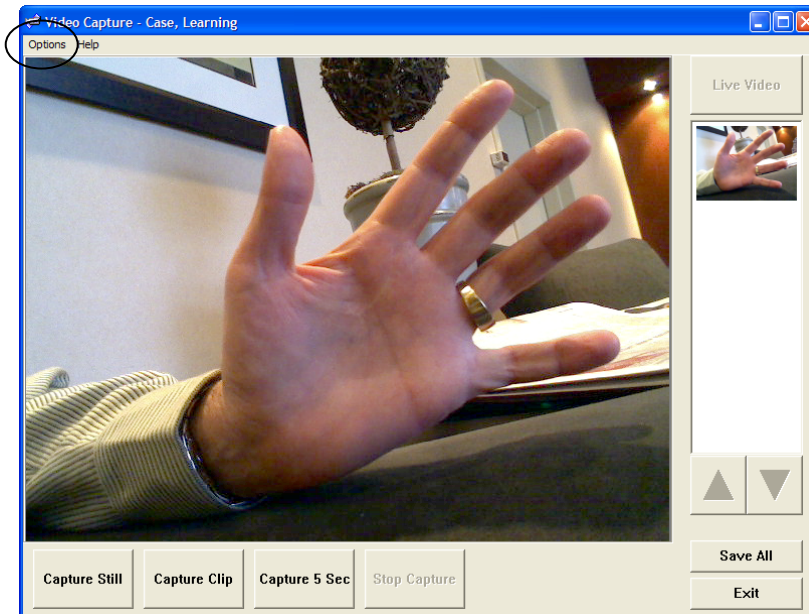 Video Capture - Case, Learning
Options Help
Live Video
Capture Still Capture Clip Capture 5 Sec Stop Capture
Save All
Exit